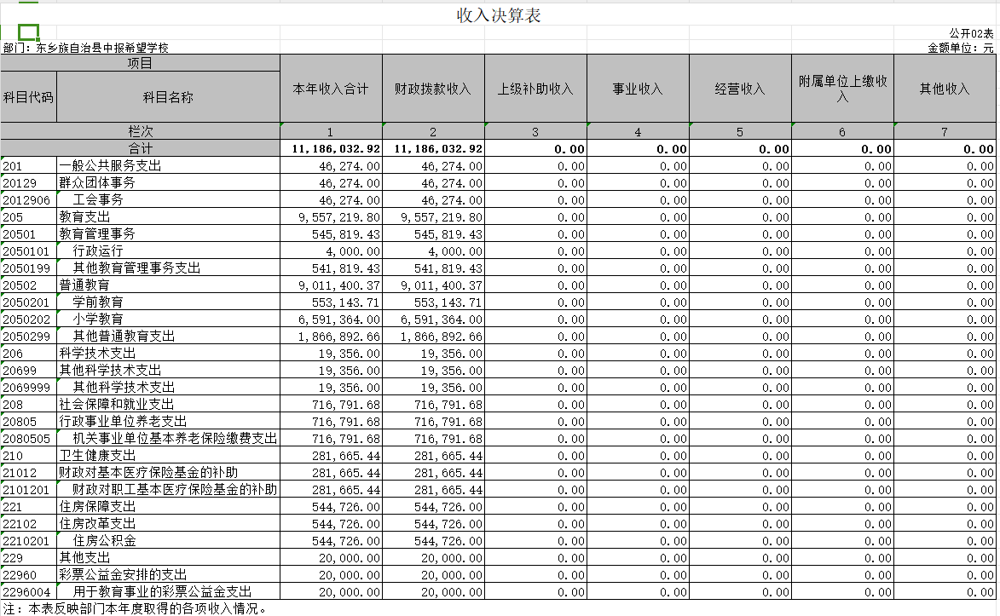 收入决算表
公开02表
部门：东乡族自治县中报希望学校 金额单位：元
项目
科目代码 科目名称 本年收入合计 财政拨款收入 上级补助收入 事业收入 经营收入 附属单位上缴收入 其他收入
栏次 1 2 3 4 5 6 7
合计 11,186,032.92 11,186,032.92 0.00 0.00 0.00 0.00 0.00
201 一般公共服务支出 46,274.00 46,274.00 0.00 0.00 0.00 0.00 0.00
20129 群众团体事务 46,274.00 46,274.00 0.00 0.00 0.00 0.00 0.00
2012906 工会事务 46,274.00 46,274.00 0.00 0.00 0.00 0.00 0.00
205 教育支出 9,557,219.80 9,557,219.80 0.00 0.00 0.00 0.00 0.00
20501 教育管理事务 545,819.43 545,819.43 0.00 0.00 0.00 0.00 0.00
2050101 行政运行 4,000.00 4,000.00 0.00 0.00 0.00 0.00 0.00
2050199 其他教育管理事务支出 541,819.43 541,819.43 0.00 0.00 0.00 0.00 0.00
20502 普通教育 9,011,400.37 9,011,400.37 0.00 0.00 0.00 0.00 0.00
2050201 学前教育 553,143.71 553,143.71 0.00 0.00 0.00 0.00 0.00
2050202 小学教育 6,591,364.00 6,591,364.00 0.00 0.00 0.00 0.00 0.00
2050299 其他普通教育支出 1,866,892.66 1,866,892.66 0.00 0.00 0.00 0.00 0.00
206 科学技术支出 19,356.00 19,356.00 0.00 0.00 0.00 0.00 0.00
20699 其他科学技术支出 19,356.00 19,356.00 0.00 0.00 0.00 0.00 0.00
2069999 其他科学技术支出 19,356.00 19,356.00 0.00 0.00 0.00 0.00 0.00
208 社会保障和就业支出 716,791.68 716,791.68 0.00 0.00 0.00 0.00 0.00
20805 行政事业单位养老支出 716,791.68 716,791.68 0.00 0.00 0.00 0.00 0.00
2080505 机关事业单位基本养老保险缴费支出 716,791.68 716,791.68 0.00 0.00 0.00 0.00 0.00
210 卫生健康支出 281,665.44 281,665.44 0.00 0.00 0.00 0.00 0.00
21012 财政对基本医疗保险基金的补助 281,665.44 281,665.44 0.00 0.00 0.00 0.00 0.00
2101201 财政对职工基本医疗保险基金的补助 281,665.44 281,665.44 0.00 0.00 0.00 0.00 0.00
221 住房保障支出 544,726.00 544,726.00 0.00 0.00 0.00 0.00 0.00
22102 住房改革支出 544,726.00 544,726.00 0.00 0.00 0.00 0.00 0.00
2210201 住房公积金 544,726.00 544,726.00 0.00 0.00 0.00 0.00 0.00
229 其他支出 20,000.00 20,000.00 0.00 0.00 0.00 0.00 0.00
22960 彩票公益金安排的支出 20,000.00 20,000.00 0.00 0.00 0.00 0.00 0.00
2296004 用于教育事业的彩票公益金支出 20,000.00 20,000.00 0.00 0.00 0.00 0.00 0.00
注：本表反映部门本年度取得的各项收入情况。